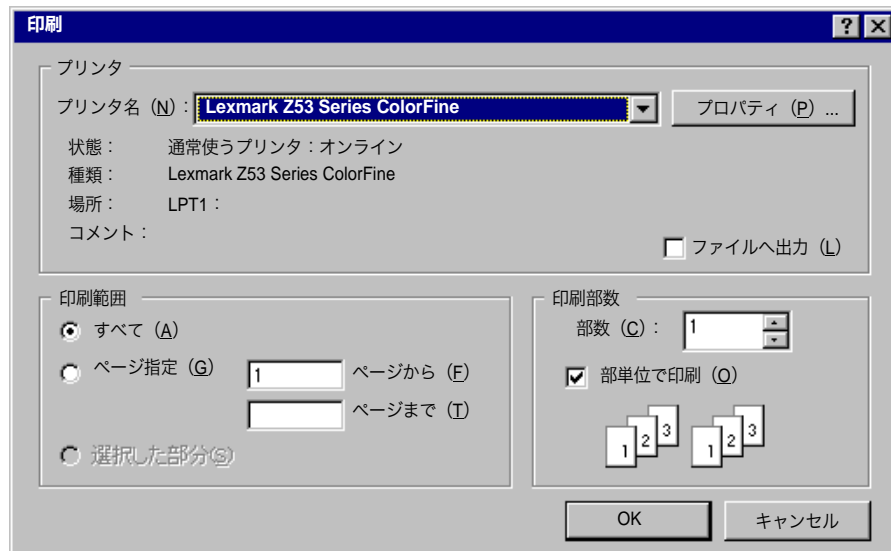 印刷
プリンタ
プリンタ名（N）：Lexmark Z53 Series ColorFine プロパティ（P）...
状態： 通常使うプリンタ：オンライン
種類： Lexmark Z53 Series ColorFine
場所： LPT1：
コメント：
ファイルへ出力（L）
印刷範囲
すべて（A）
ページ指定（G） 1 ページから（F）
ページまで（T）
選択した部分(S)
印刷部数
部数（C）： 1
部単位で印刷（O）
1 2 3 1 2 3
OK キャンセル